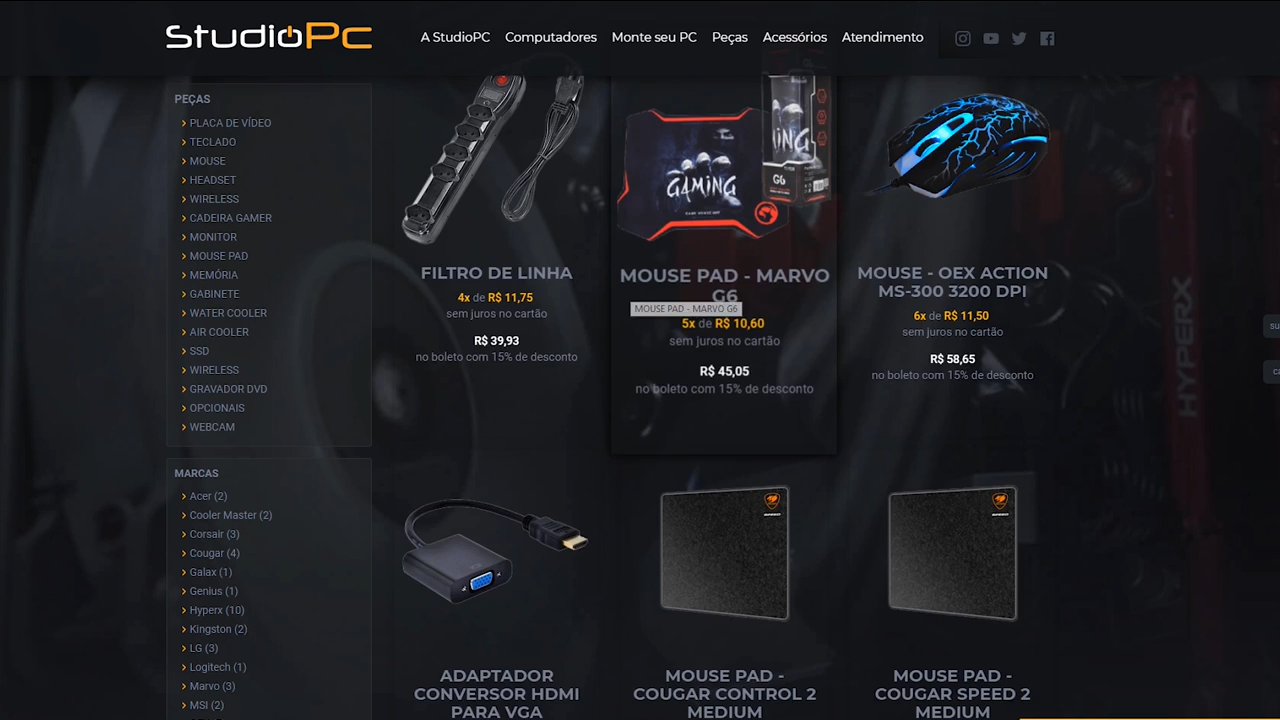 StudioPc
A StudioPC Computadores Monte seu PC Peças Acessórios Atendimento
PEÇAS
PLACA DE VÍDEO
TECLADO
MOUSE
HEADSET
WIRELESS
CADEIRA GAMER
MONITOR
MOUSE PAD
MEMÓRIA
GABINETE
WATER COOLER
AIR COOLER
SSD
WIRELESS
GRAVADOR DVD
OPCIONAIS
WEBCAM
MARCAS
Acer (2)
Cooler Master (2)
Corsair (3)
Cougar (4)
Galax (1)
Genius (1)
Hyperx (10)
Kingston (2)
LG (3)
Logitech (1)
Marvo (3)
MSI (2)
FILTRO DE LINHA
4x de R$ 11,75
sem juros no cartão
R$ 39,93
no boleto com 15% de desconto
GAMING
G6
MOUSE PAD - MARVO
G6
MOUSE PAD - MARVO G6
5x de R$ 10,60
sem juros no cartão
R$ 45,05
no boleto com 15% de desconto
MOUSE - OEX ACTION
MS-300 3200 DPI
6x de R$ 11,50
sem juros no cartão
R$ 58,65
no boleto com 15% de desconto
HYPERX
su
ca
ADAPTADOR
CONVERSOR HDMI
PARA VGA
MOUSE PAD -
COUGAR CONTROL 2
MEDIUM
MOUSE PAD -
COUGAR SPEED 2
MEDIUM